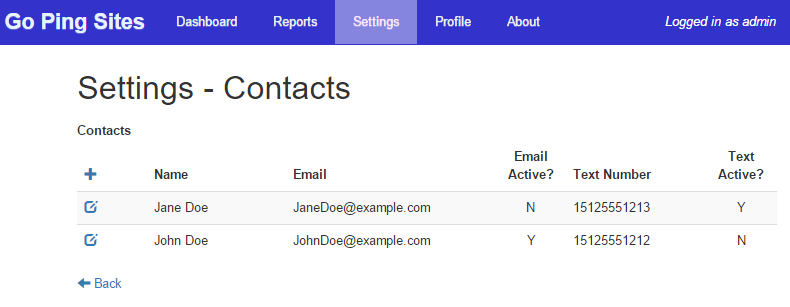 Go Ping Sites Dashboard Reports Settings Profile About Logged in as admin
Settings - Contacts
Contacts
Name Email Email Active? Text Number Text Active?
Jane Doe JaneDoe@example.com N 15125551213 Y
John Doe JohnDoe@example.com Y 15125551212 N
Back